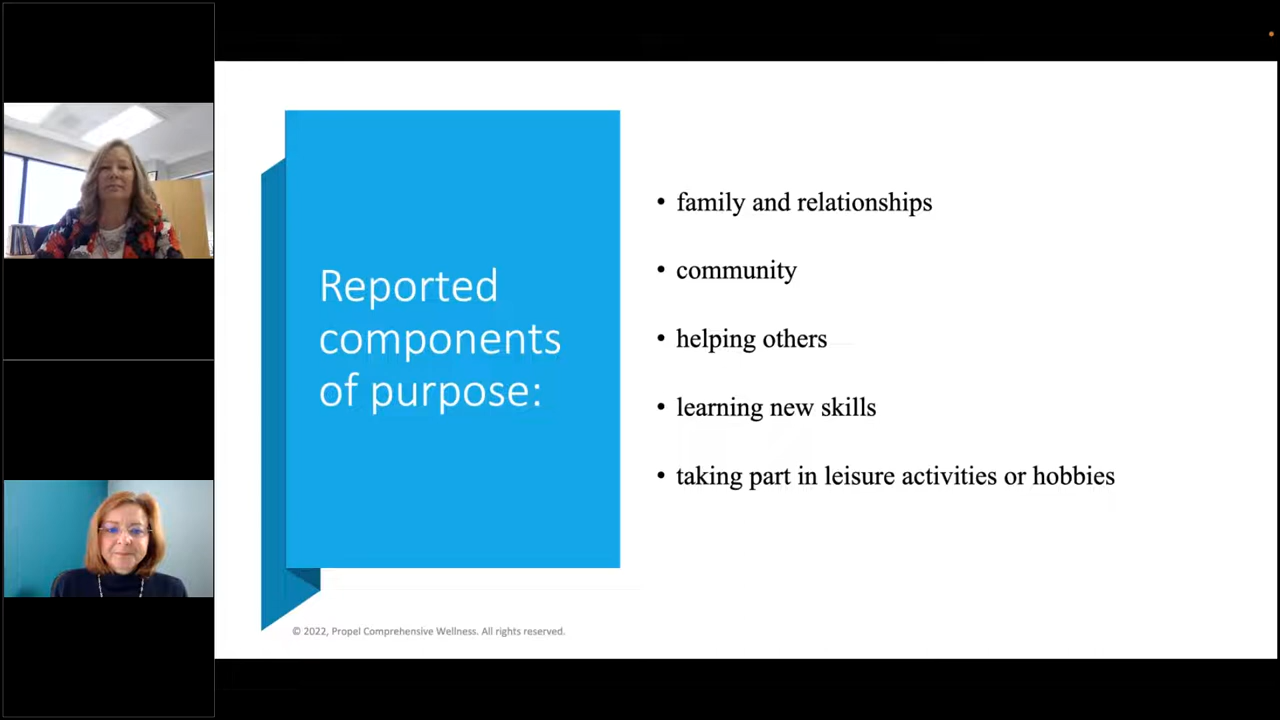 Reported
components
of purpose:
• family and relationships
• community
• helping others
• learning new skills
• taking part in leisure activities or hobbies
© 2022, Propel Comprehensive Wellness. All rights reserved.